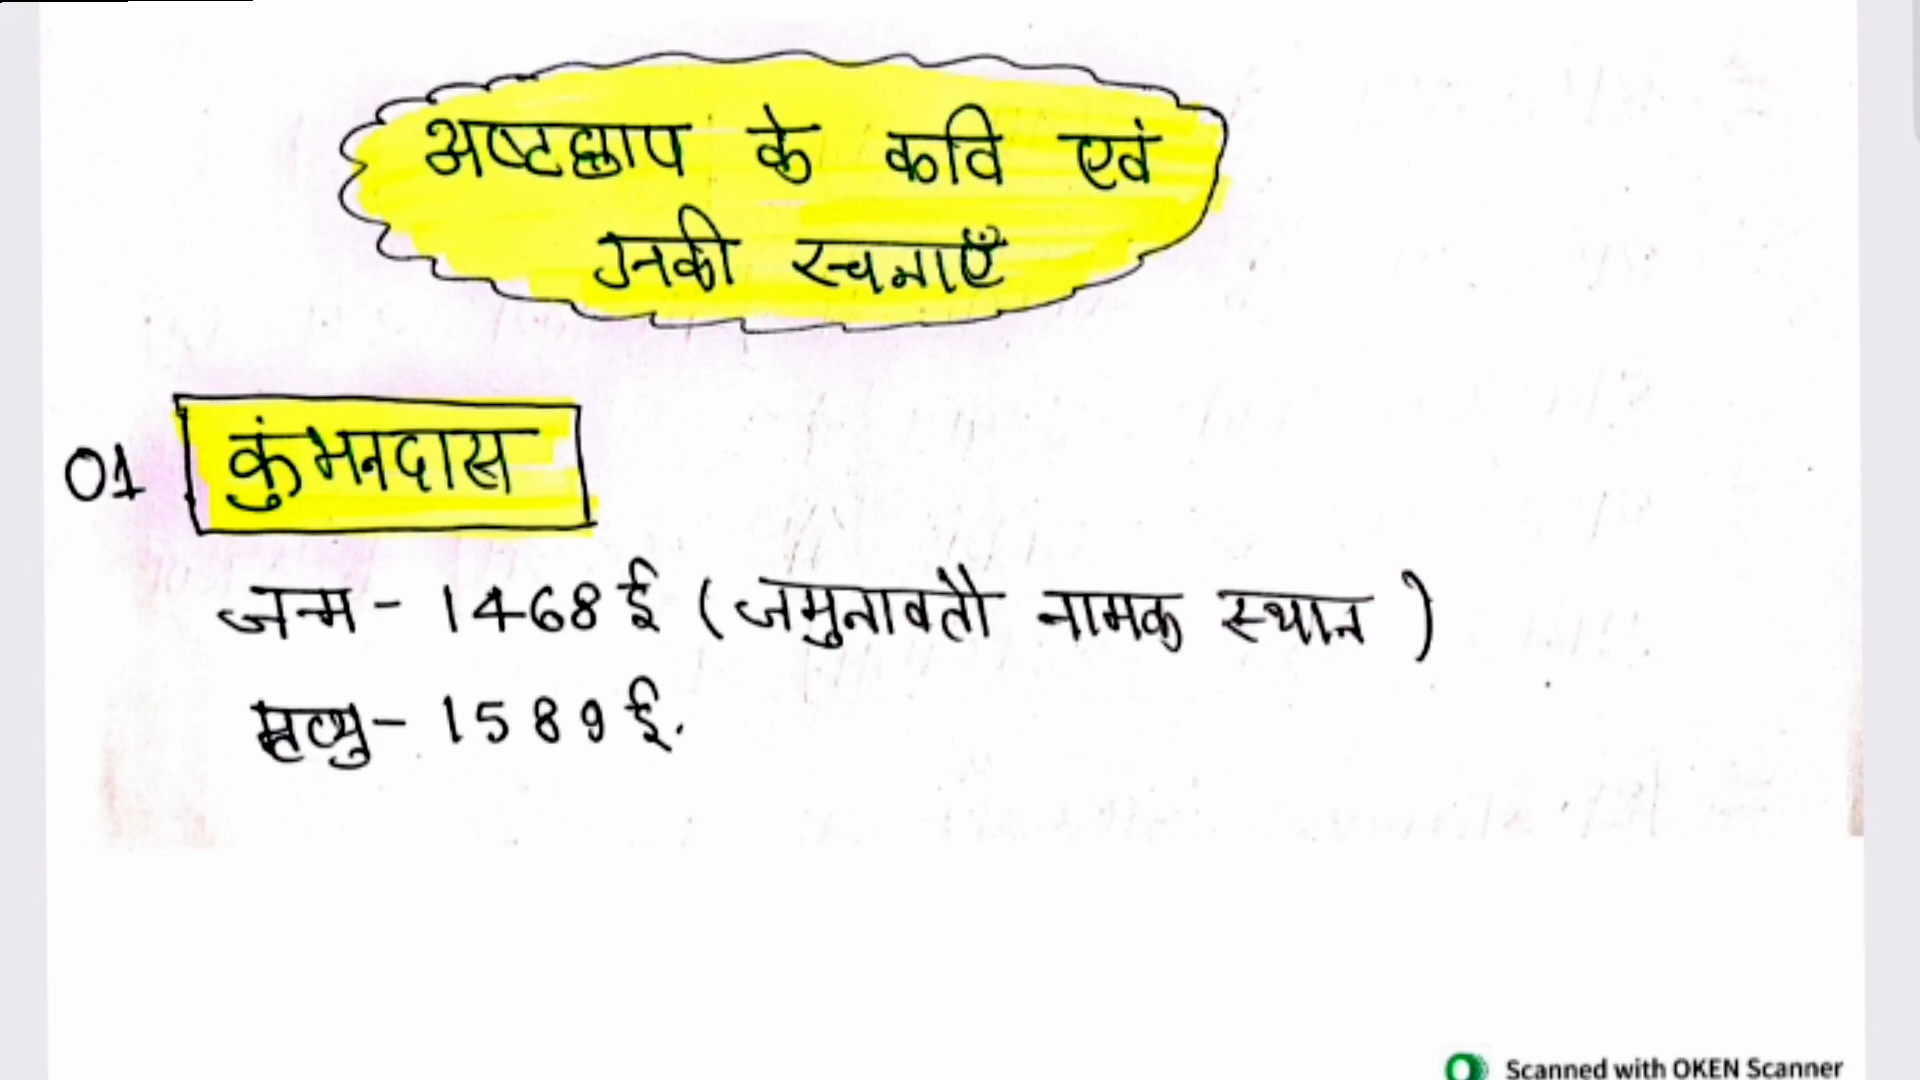 अष्टछाप के कवि एवं
उनकी रचनाएँ
01 कुंभनदास
जन्म - 1468 ई (जमुनावतौ नामक स्थान)
मृत्यु - 1589 ई.
Scanned with OKEN Scanner